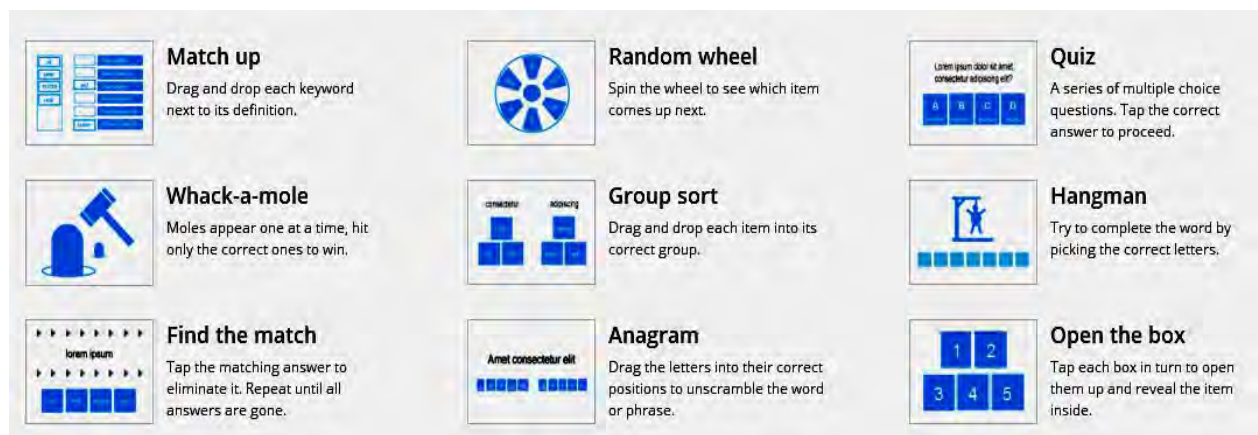 Match up
Drag and drop each keyword
next to its definition.
Random wheel
Spin the wheel to see which item
comes up next.
Lorem ipsum dolor sit amet,
consectetur adipiscing elit?
A B C D
Quiz
A series of multiple choice
questions. Tap the correct
answer to proceed.
Whack-a-mole
Moles appear one at a time, hit
only the correct ones to win.
consectetur adipiscing
Group sort
Drag and drop each item into its
correct group.
Hangman
Try to complete the word by
picking the correct letters.
lorem ipsum
Find the match
Tap the matching answer to
eliminate it. Repeat until all
answers are gone.
Amet consectetur elit
Anagram
Drag the letters into their correct
positions to unscramble the word
or phrase.
1 2
3 4 5
Open the box
Tap each box in turn to open
them up and reveal the item
inside.